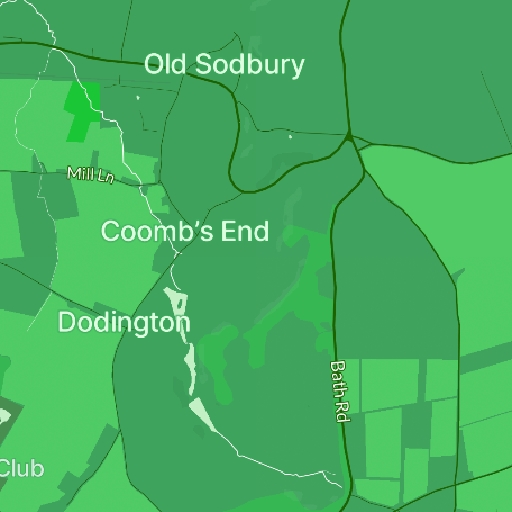 Old Sodbury
Mill Ln
Coomb's End
Dodington
Bath Rd
Club